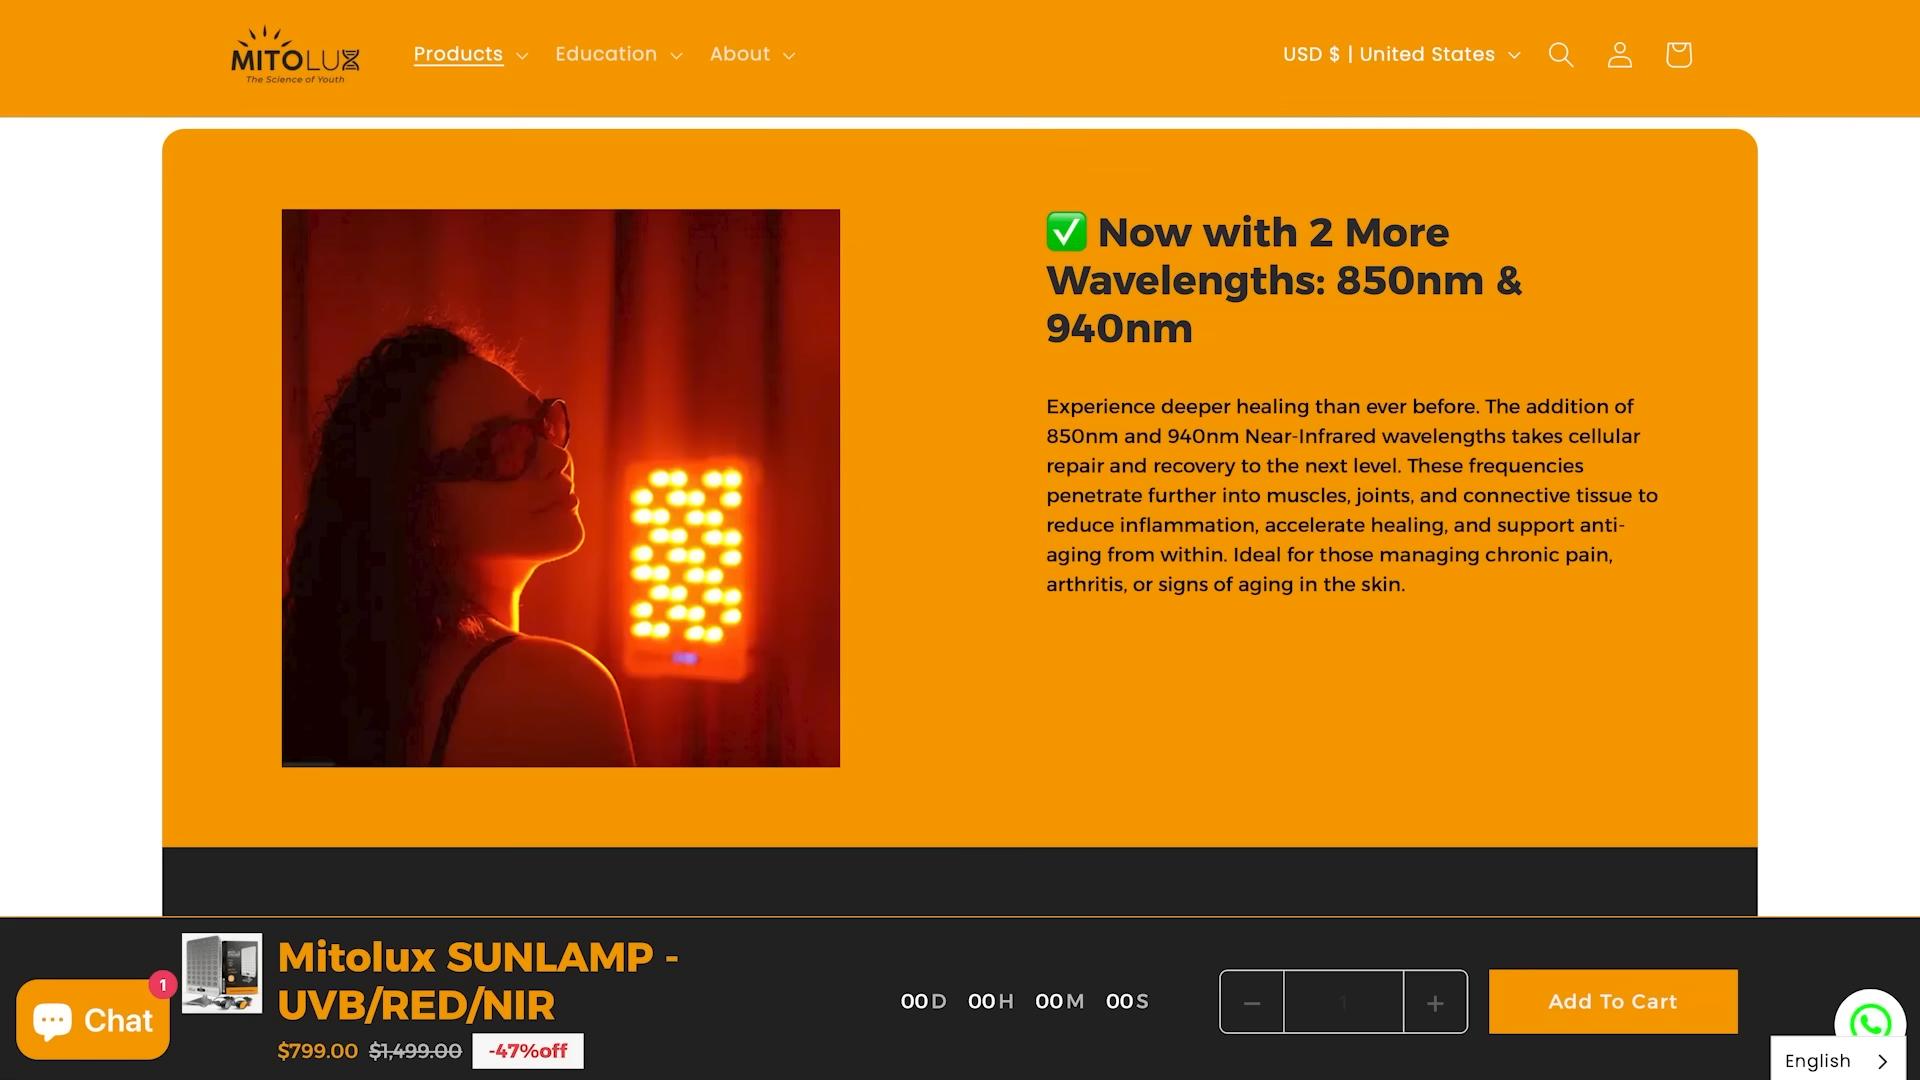 MITOLUX
The Science of Youth
Products
Education
About
USD $ | United States
✅ Now with 2 More
Wavelengths: 850nm &
940nm
Experience deeper healing than ever before. The addition of
850nm and 940nm Near-Infrared wavelengths takes cellular
repair and recovery to the next level. These frequencies
penetrate further into muscles, joints, and connective tissue to
reduce inflammation, accelerate healing, and support anti-
aging from within. Ideal for those managing chronic pain,
arthritis, or signs of aging in the skin.
Mitolux SUNLAMP -
UVB/RED/NIR
$799.00 $1,499.00 -47%off
00D 00H 00M 00S
− 1 +
Add To Cart
Chat
1
English